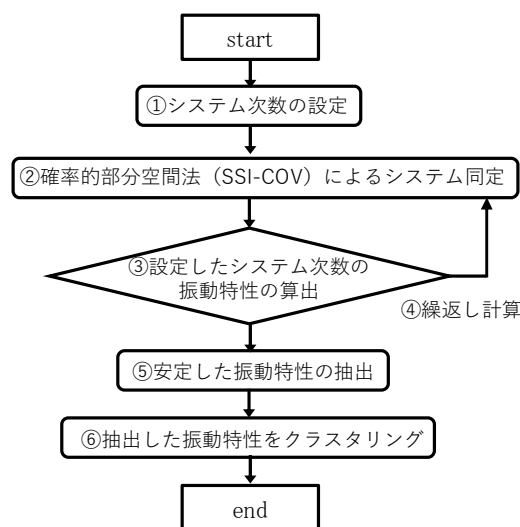 start
①システム次数の設定
②確率的部分空間法（SSI-COV）によるシステム同定
③設定したシステム次数の
振動特性の算出
④繰返し計算
⑤安定した振動特性の抽出
⑥抽出した振動特性をクラスタリング
end